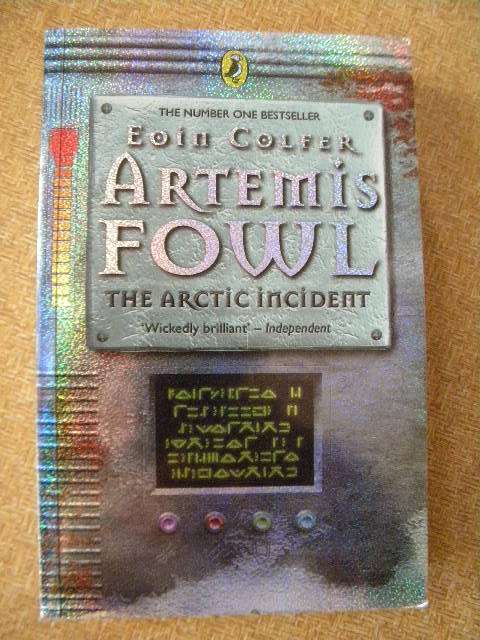 THE NUMBER ONE BESTSELLER
Eoin Colfer
ARTEMIS
FOWL
THE ARCTIC INCIDENT
'Wickedly brilliant' – Independent